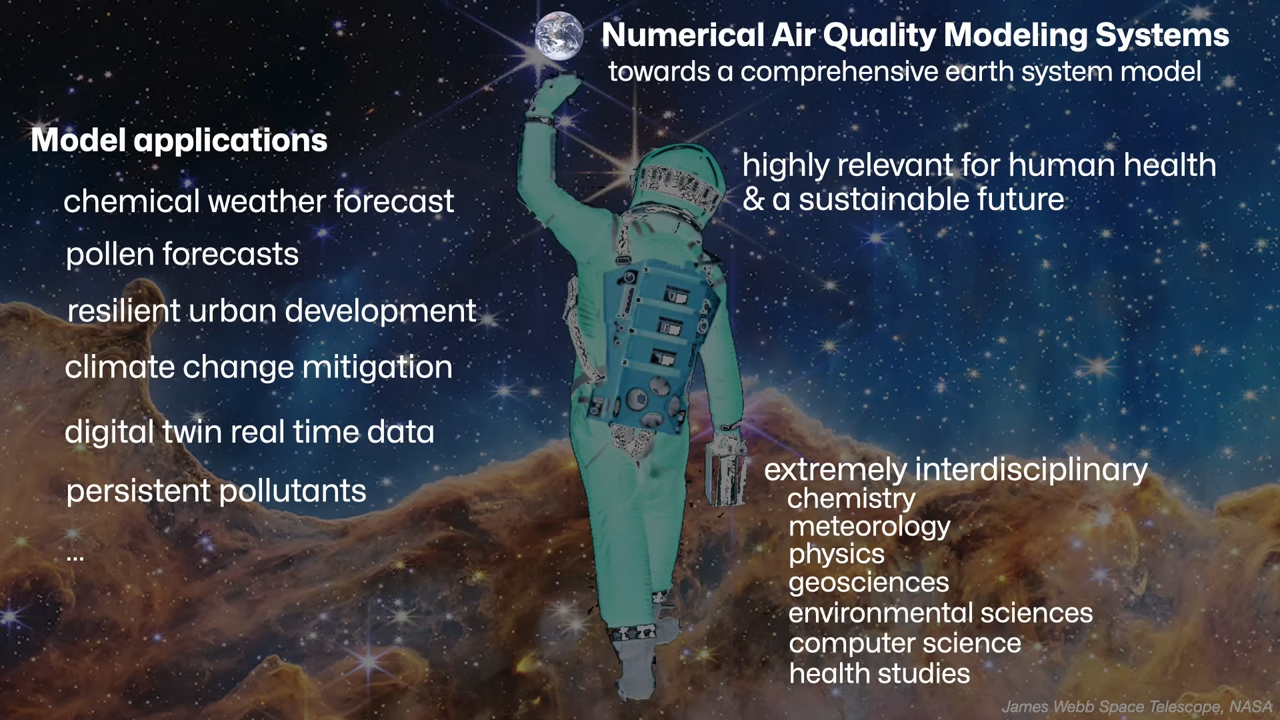 Numerical Air Quality Modeling Systems
towards a comprehensive earth system model
Model applications
chemical weather forecast
pollen forecasts
resilient urban development
climate change mitigation
digital twin real time data
persistent pollutants
...
highly relevant for human health
& a sustainable future
extremely interdisciplinary
chemistry
meteorology
physics
geosciences
environmental sciences
computer science
health studies
James Webb Space Telescope, NASA